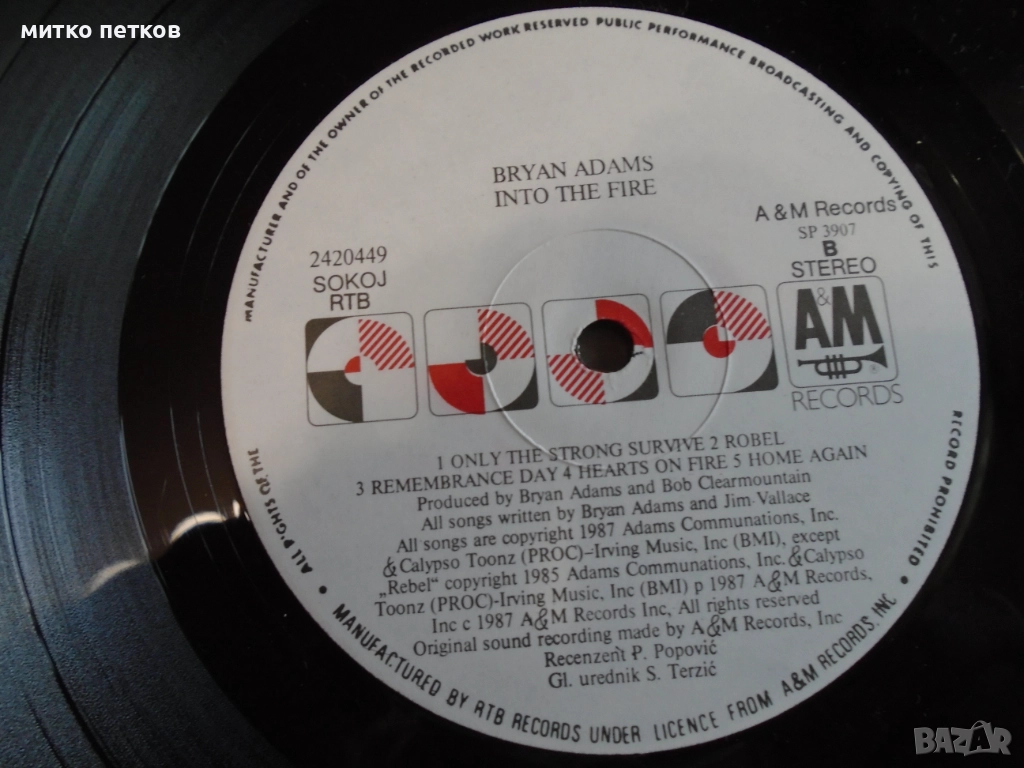 митко петков
BRYAN ADAMS
INTO THE FIRE
2420449
SOKOJ
RTB
A & M Records
SP 3907
B
STEREO
A&M
®
RECORDS
1 ONLY THE STRONG SURVIVE 2 ROBEL
3 REMEMBRANCE DAY 4 HEARTS ON FIRE 5 HOME AGAIN
Produced by Bryan Adams and Bob Clearmountain
All songs written by Bryan Adams and Jim Vallace
All songs are copyright 1987 Adams Communations, Inc.
& Calypso Toonz (PROC)–Irving Music, Inc (BMI), except
„Rebel” copyright 1985 Adams Communations, Inc. & Calypso
Toonz (PROC)-Irving Music, Inc (BMI) p 1987 A&M Records,
Inc c 1987 A&M Records Inc, All rights reserved
Original sound recording made by A&M Records, Inc
Recenzent P. Popović
Gl. urednik S. Terzić
ALL RIGHTS OF THE MANUFACTURER AND OF THE OWNER OF THE RECORDED WORK RESERVED PUBLIC PERFORMANCE BROADCASTING AND COPYING OF THIS RECORD PROHIBITED
• MANUFACTURED BY RTB RECORDS UNDER LICENCE FROM A&M RECORDS, INC •
BAZAR